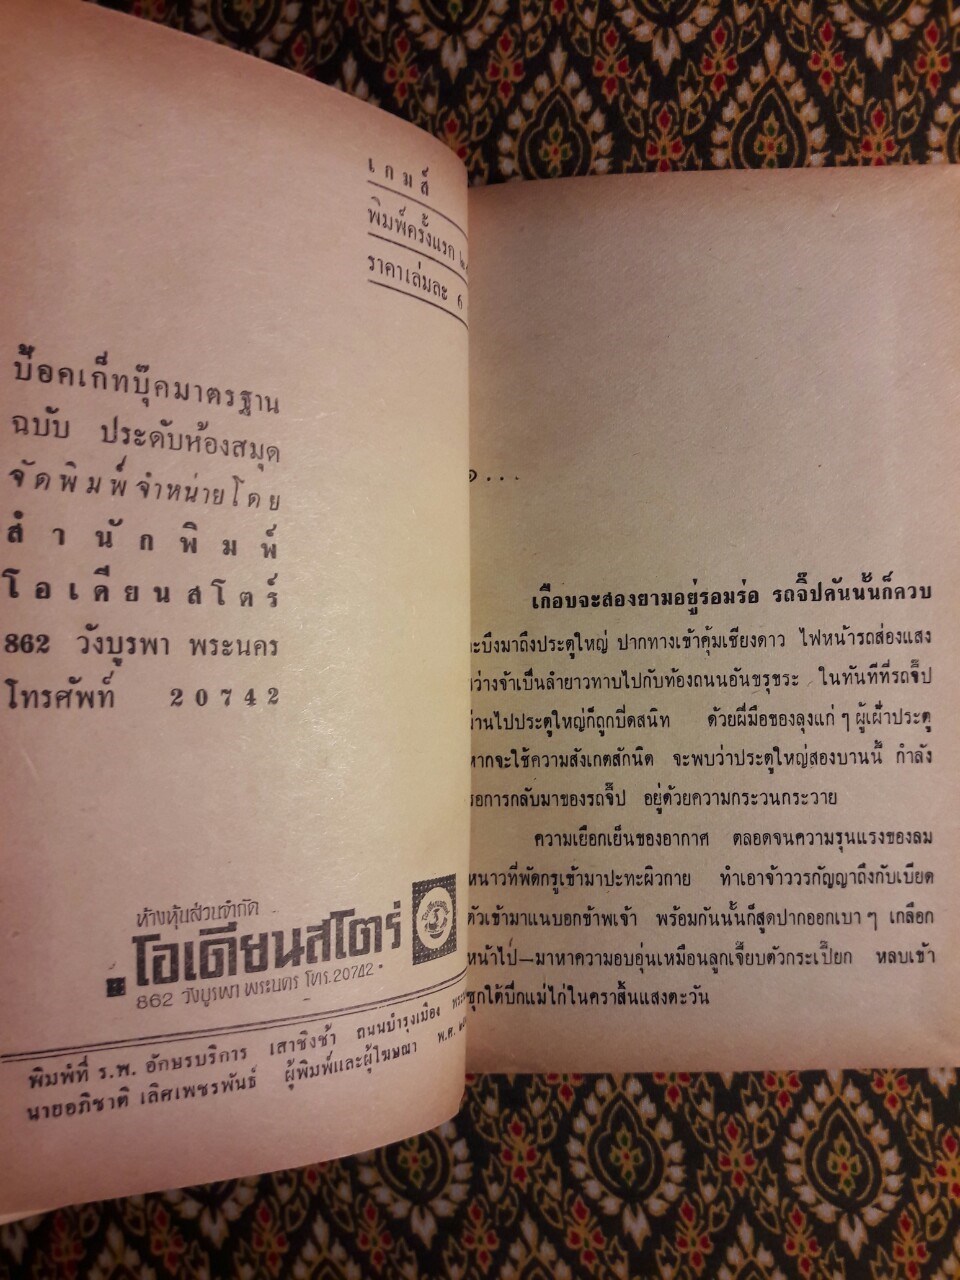 เกมส์
พิมพ์ครั้งแรก
ราคาเล่มละ 6
ป๊อคเก็ทบุ๊คมาตรฐาน
ฉบับ ประดับห้องสมุด
จัดพิมพ์จำหน่ายโดย
สำนักพิมพ์
โอเดียนสโตร์
862 วังบูรพา พระนคร
โทรศัพท์ 20742
ห้างหุ้นส่วนจำกัด
โอเดียนสโตร์
862 วังบูรพา พระนคร โทร.20742
พิมพ์ที่ ร.พ. อักษรบริการ เสาชิงช้า ถนนบำรุงเมือง
นายอภิชาติ เลิศเพชรพันธ์ ผู้พิมพ์และผู้โฆษณา พ.ศ.
๑...
เกือบจะสองยามอยู่รอมร่อ รถจี๊ปคันนั้นก็ควบ
ตะบึงมาถึงประตูใหญ่ ปากทางเข้าคุ้มเชียงดาว ไฟหน้ารถส่องแสง
สว่างจ้าเป็นลำยาวทาบไปกับท้องถนนอันขรุขระ ในทันทีที่รถจี๊ป
ผ่านไปประตูใหญ่ก็ถูกปิดสนิท ด้วยฝีมือของลุงแก่ ๆ ผู้เฝ้าประตู
หากจะใช้ความสังเกตสักนิด จะพบว่าประตูใหญ่สองบานนี้ กำลัง
รอการกลับมาของรถจี๊ป อยู่ด้วยความกระวนกระวาย
ความเยือกเย็นของอากาศ ตลอดจนความรุนแรงของลม
หนาวที่พัดกรูเข้ามาปะทะผิวกาย ทำเอาจ้าววรกัญญาถึงกับเบียด
ตัวเข้ามาแนบอกข้าพเจ้า พร้อมกันนั้นก็สูดปากออกเบา ๆ เกลือก
หน้าไป—มาหาความอบอุ่นเหมือนลูกเจี๊ยบตัวกระเปี๊ยก หลบเข้า
ซุกใต้ปีกแม่ไก่ในคราสิ้นแสงตะวัน